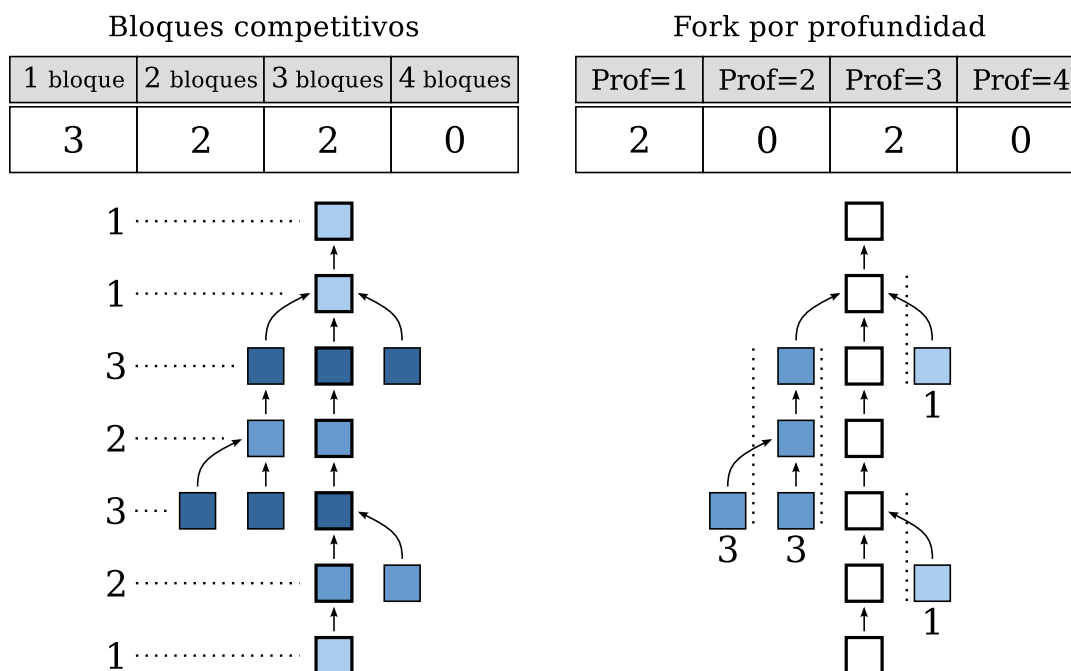 Bloques competitivos
1 bloque 2 bloques 3 bloques 4 bloques
3 2 2 0
1
1
3
2
3
2
1
Fork por profundidad
Prof=1 Prof=2 Prof=3 Prof=4
2 0 2 0
1
3 3
1